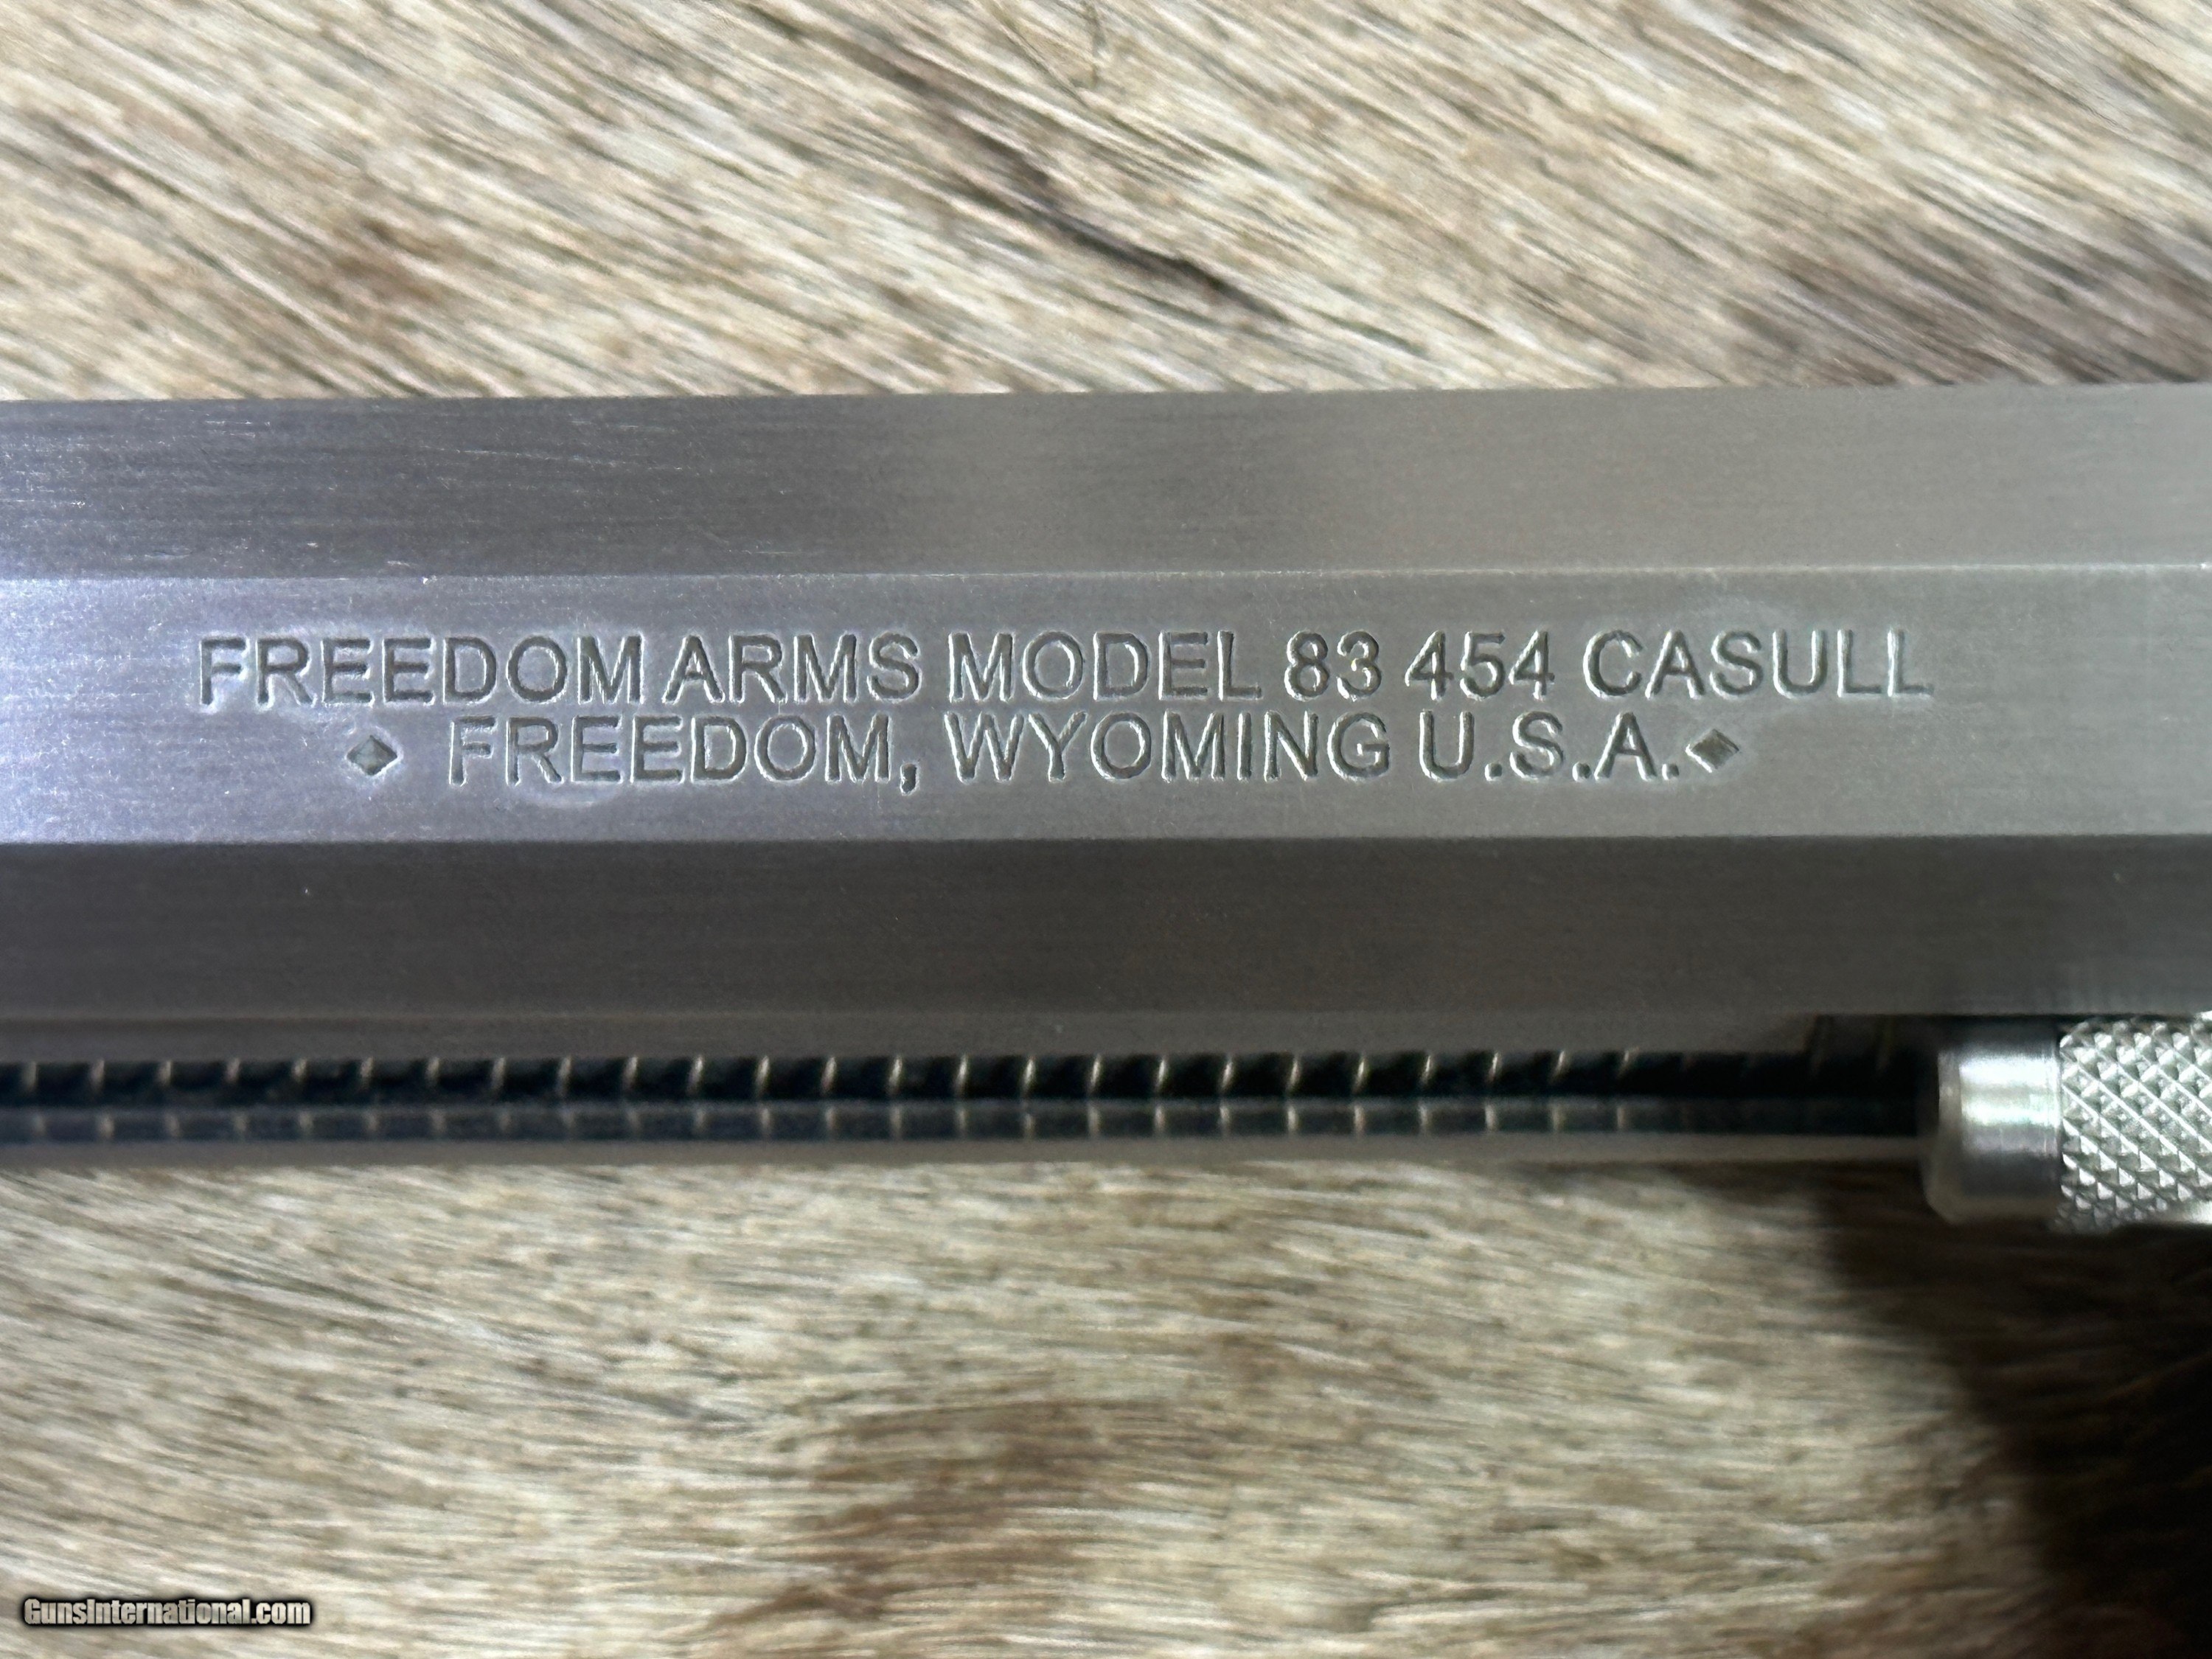 FREEDOM ARMS MODEL 83 454 CASULL
◆ FREEDOM, WYOMING U.S.A. ◆
GunsInternational.com